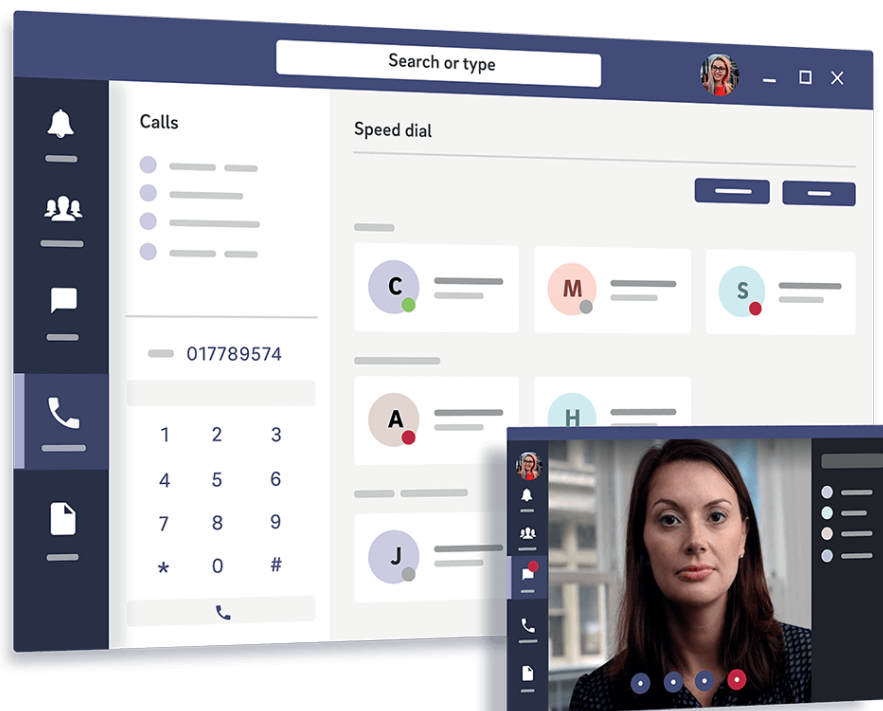 Search or type
Calls
Speed dial
C
M
S
017789574
A
H
1 2 3
4 5 6
7 8 9
* 0 #
J